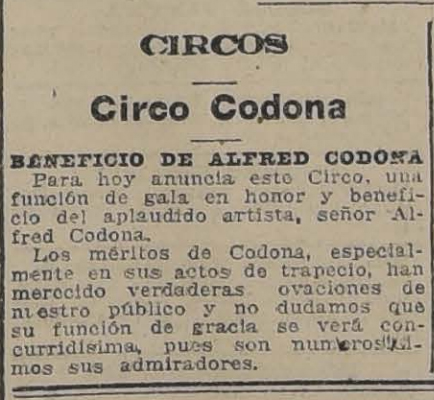 CIRCOS
Circo Codona
BENEFICIO DE ALFRED CODONA
Para hoy anuncia este Circo, una
función de gala en honor y benefi-
cio del aplaudido artista, señor Al-
fred Codona.
Los méritos de Codona, especial-
mente en sus actos de trapecio, han
merecido verdaderas ovaciones de
nuestro público y no dudamos que
su función de gracia se verá con-
curridísima, pues son numerosísi-
mos sus admiradores.